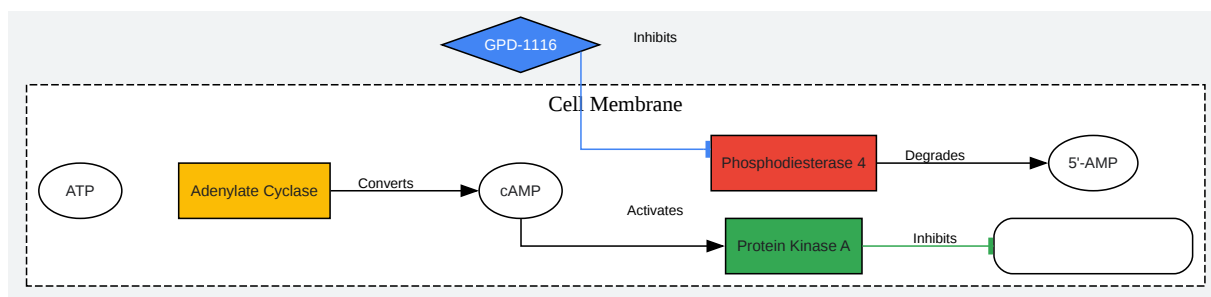 GPD-1116
Inhibits
Cell Membrane
ATP
Adenylate Cyclase
Converts
cAMP
Phosphodiesterase 4
Degrades
5'-AMP
Activates
Protein Kinase A
Inhibits